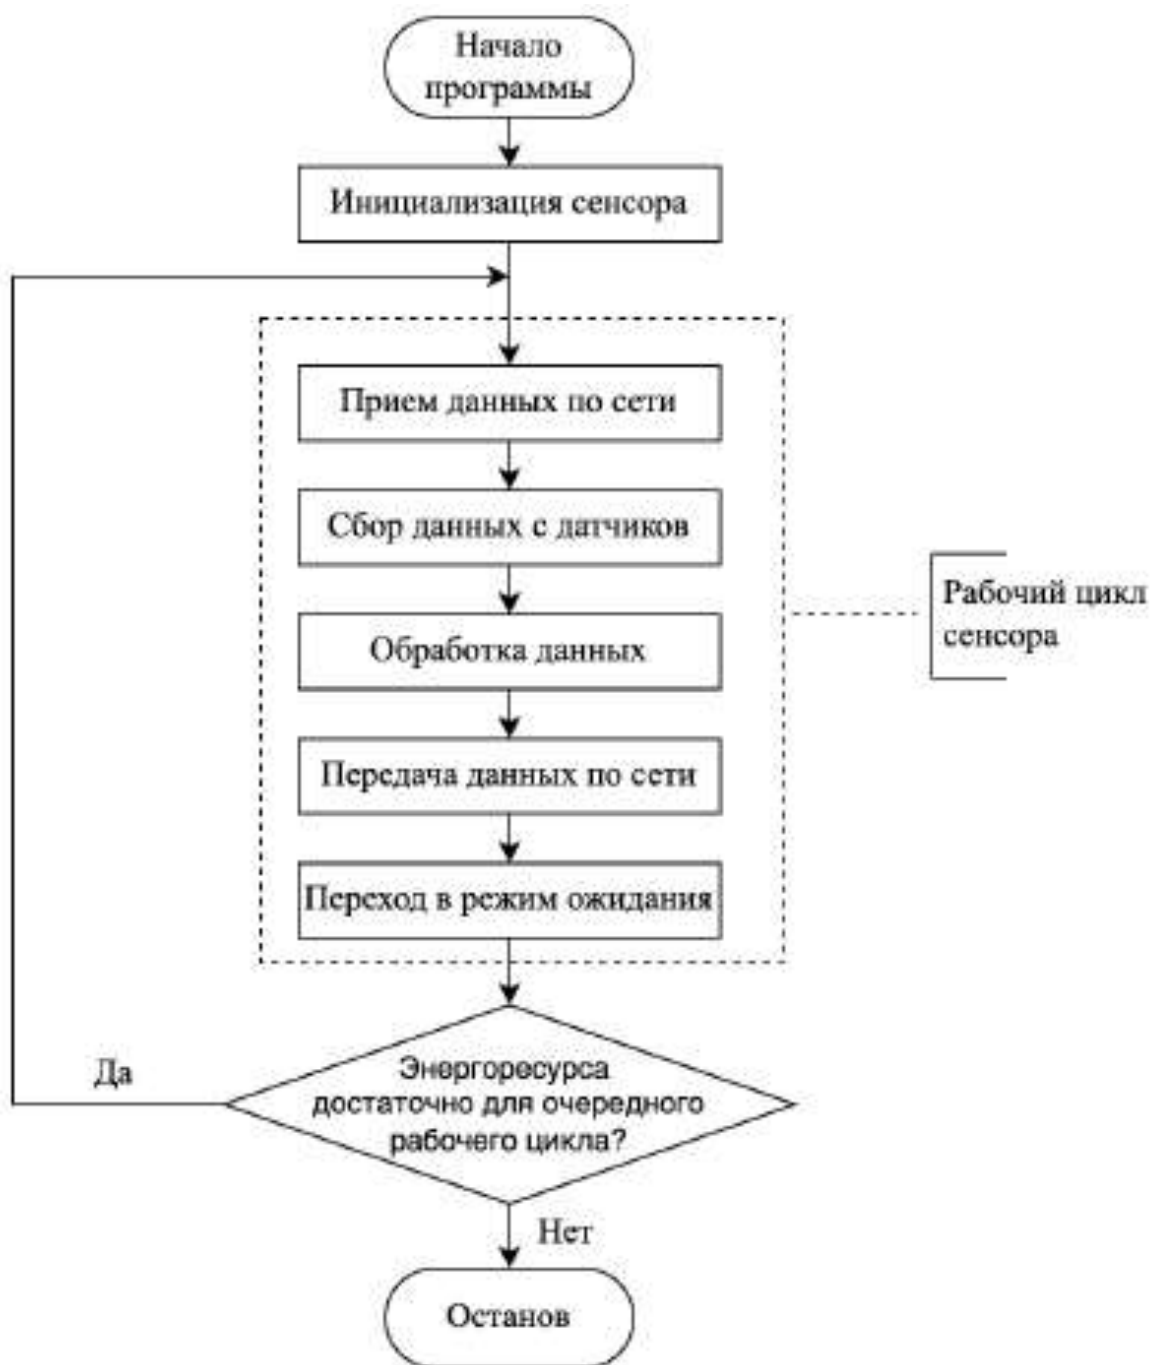 Начало
программы
Инициализация сенсора
Прием данных по сети
Сбор данных с датчиков
Обработка данных
Рабочий цикл
сенсора
Передача данных по сети
Переход в режим ожидания
Энергоресурса
достаточно для очередного
рабочего цикла?
Да
Нет
Останов